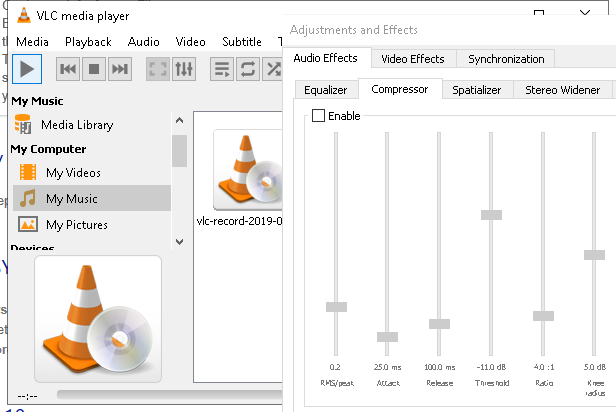 VLC media player
Media Playback Audio Video Subtitle
My Music
Media Library
My Computer
My Videos
My Music
My Pictures
Devices
vlc-record-2019-0
--:--
Adjustments and Effects
Audio Effects Video Effects Synchronization
Equalizer Compressor Spatializer Stereo Widener
Enable
0.2 25.0 ms 100.0 ms -11.0 dB 4.0 :1 5.0 dB
RMS/peak Attack Release Threshold Ratio Knee
radius